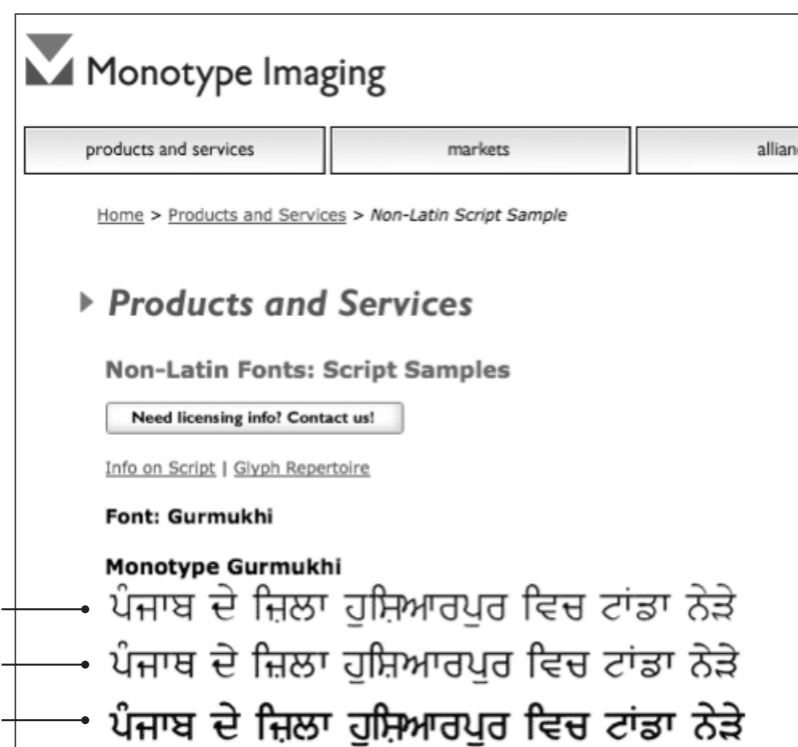 Monotype Imaging
products and services markets allian
Home > Products and Services > Non-Latin Script Sample
Products and Services
Non-Latin Fonts: Script Samples
Need licensing info? Contact us!
Info on Script | Glyph Repertoire
Font: Gurmukhi
Monotype Gurmukhi
ਪੰਜਾਬ ਦੇ ਜ਼ਿਲਾ ਹੁਸ਼ਿਆਰਪੁਰ ਵਿਚ ਟਾਂਡਾ ਨੇੜੇ
ਪੰਜਾਥ ਦੇ ਜ਼ਿਲਾ ਹੁਸ਼ਿਆਰਪੁਰ ਵਿਚ ਟਾਂਡਾ ਨੇੜੇ
ਪੰਜਾਬ ਦੇ ਜ਼ਿਲਾ ਹੁਸ਼ਿਆਰਪੁਰ ਵਿਚ ਟਾਂਡਾ ਨੇੜੇ